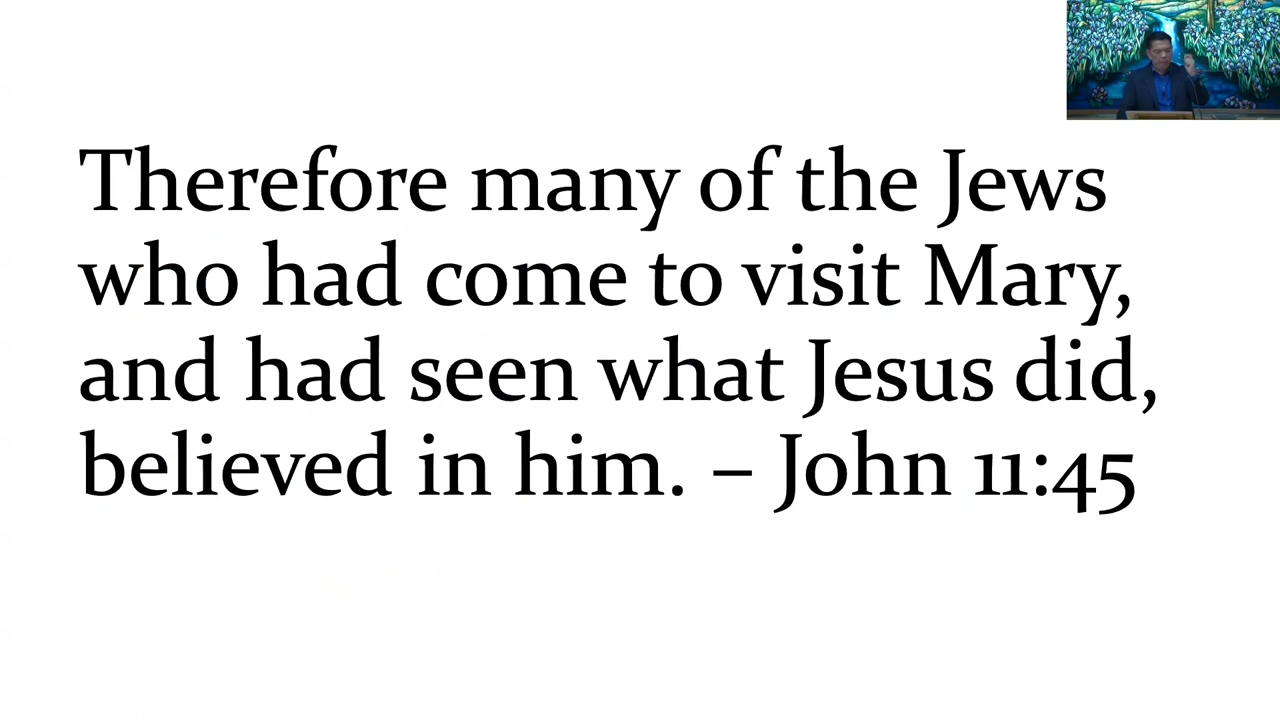 Therefore many of the Jews
who had come to visit Mary,
and had seen what Jesus did,
believed in him. – John 11:45